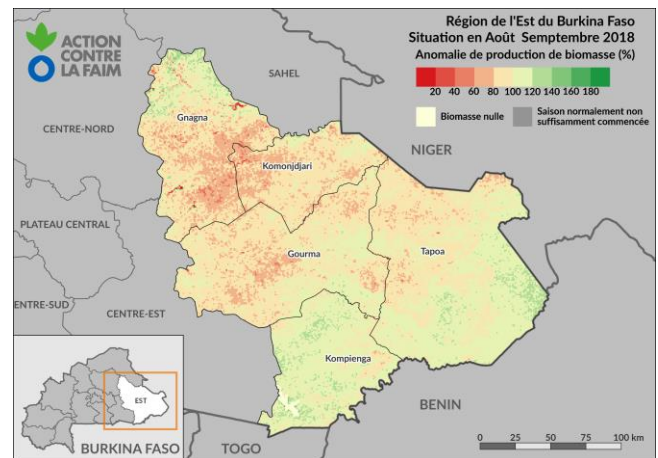 ACTION
CONTRE
LA FAIM
Région de l'Est du Burkina Faso
Situation en Août Semptembre 2018
Anomalie de production de biomasse (%)
20 40 60 80 100 120 140 160 180
Biomasse nulle
Saison normalement non
suffisamment commencée
SAHEL
Gnagna
CENTRE-NORD
NIGER
Komonjdjari
PLATEAU CENTRAL
Gourma
Tapoa
ENTRE-SUD
CENTRE-EST
Kompienga
EST
BENIN
BURKINA FASO
TOGO
0 25 50 75 100 km